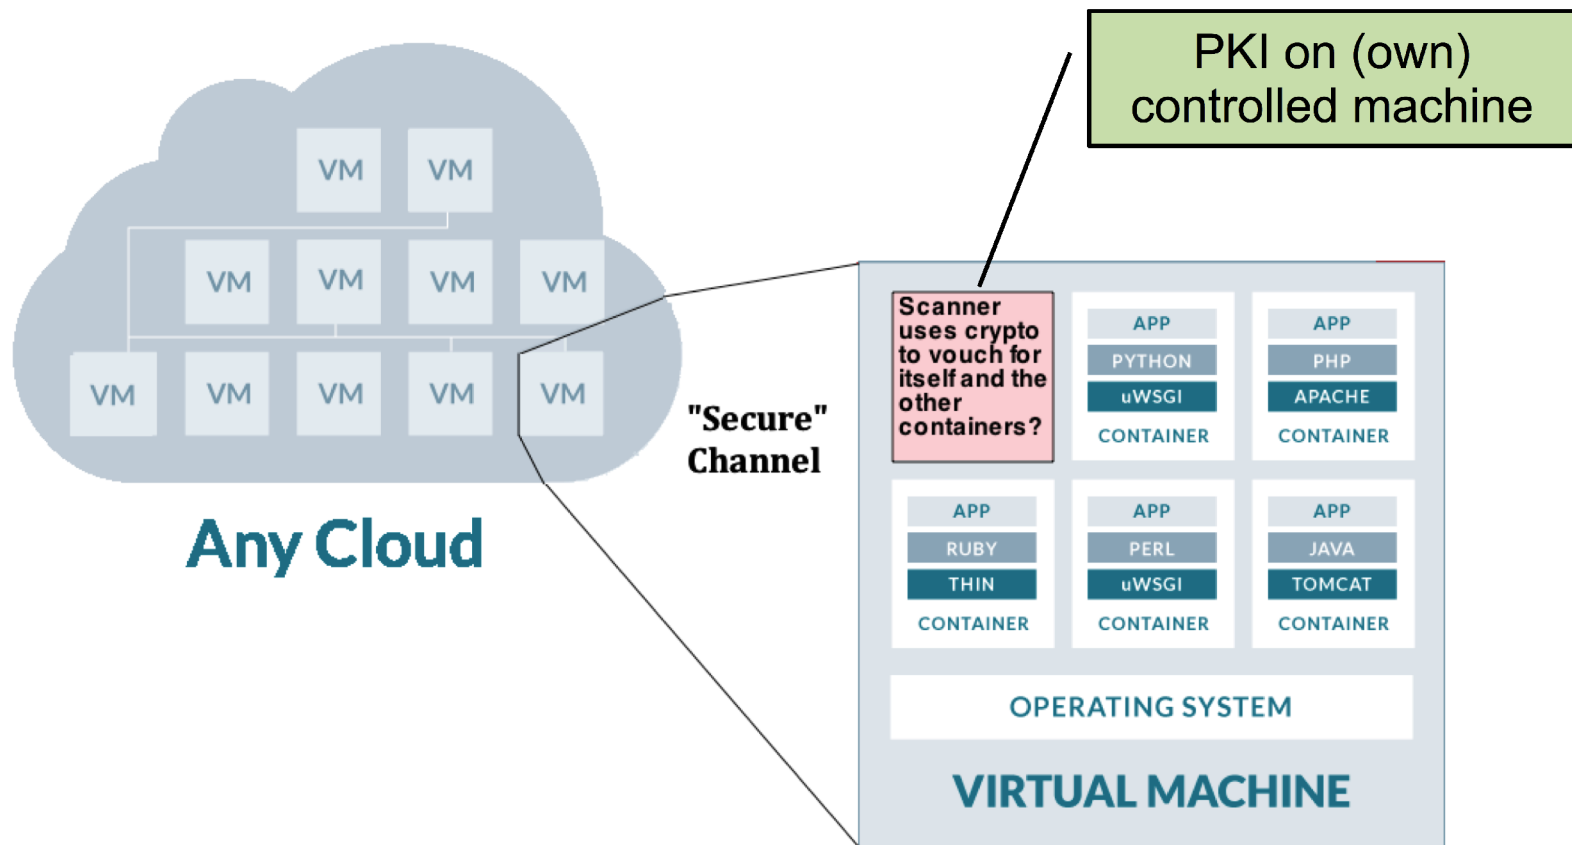 PKI on (own)
controlled machine
VM
VM
VM
VM
VM
VM
VM
VM
VM
VM
VM
Any Cloud
"Secure"
Channel
Scanner
uses crypto
to vouch for
itself and the
other
containers?
APP
PYTHON
uWSGI
CONTAINER
APP
PHP
APACHE
CONTAINER
APP
RUBY
THIN
CONTAINER
APP
PERL
uWSGI
CONTAINER
APP
JAVA
TOMCAT
CONTAINER
OPERATING SYSTEM
VIRTUAL MACHINE